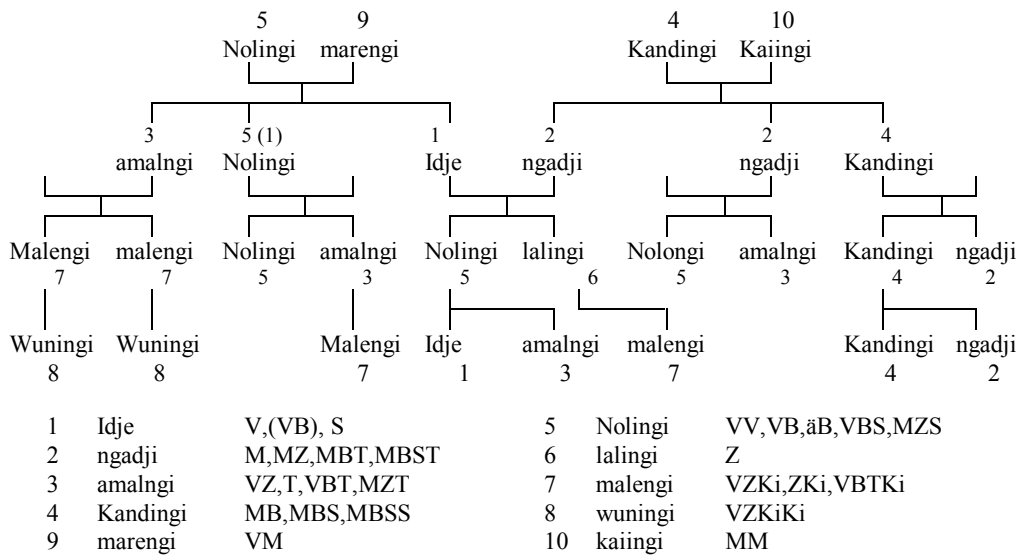 5 9 4 10
Nolingi marengi Kandingi Kaiingi
3 5 (1) 1 2 2 4
amalngi Nolingi Idje ngadji ngadji Kandingi
Malengi malengi Nolingi amalngi Nolingi lalingi Nolongi amalngi Kandingi ngadji
7 7 5 3 5 6 5 3 4 2
Wuningi Wuningi Malengi Idje amalngi malengi Kandingi ngadji
8 8 7 1 3 7 4 2
1 Idje V,(VB), S 5 Nolingi VV,VB,äB,VBS,MZS
2 ngadji M,MZ,MBT,MBST 6 lalingi Z
3 amalngi VZ,T,VBT,MZT 7 malengi VZKi,ZKi,VBTKi
4 Kandingi MB,MBS,MBSS 8 wuningi VZKiKi
9 marengi VM 10 kaiingi MM